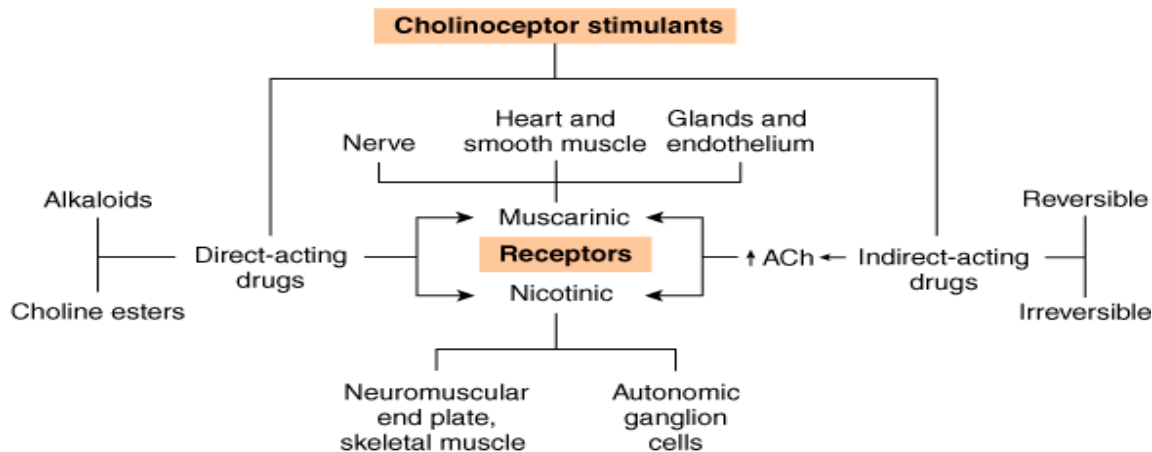 Cholinoceptor stimulants
Nerve
Heart and
smooth muscle
Glands and
endothelium
Alkaloids
Choline esters
Direct-acting
drugs
Muscarinic
Receptors
Nicotinic
↑ ACh
Indirect-acting
drugs
Reversible
Irreversible
Neuromuscular
end plate,
skeletal muscle
Autonomic
ganglion
cells